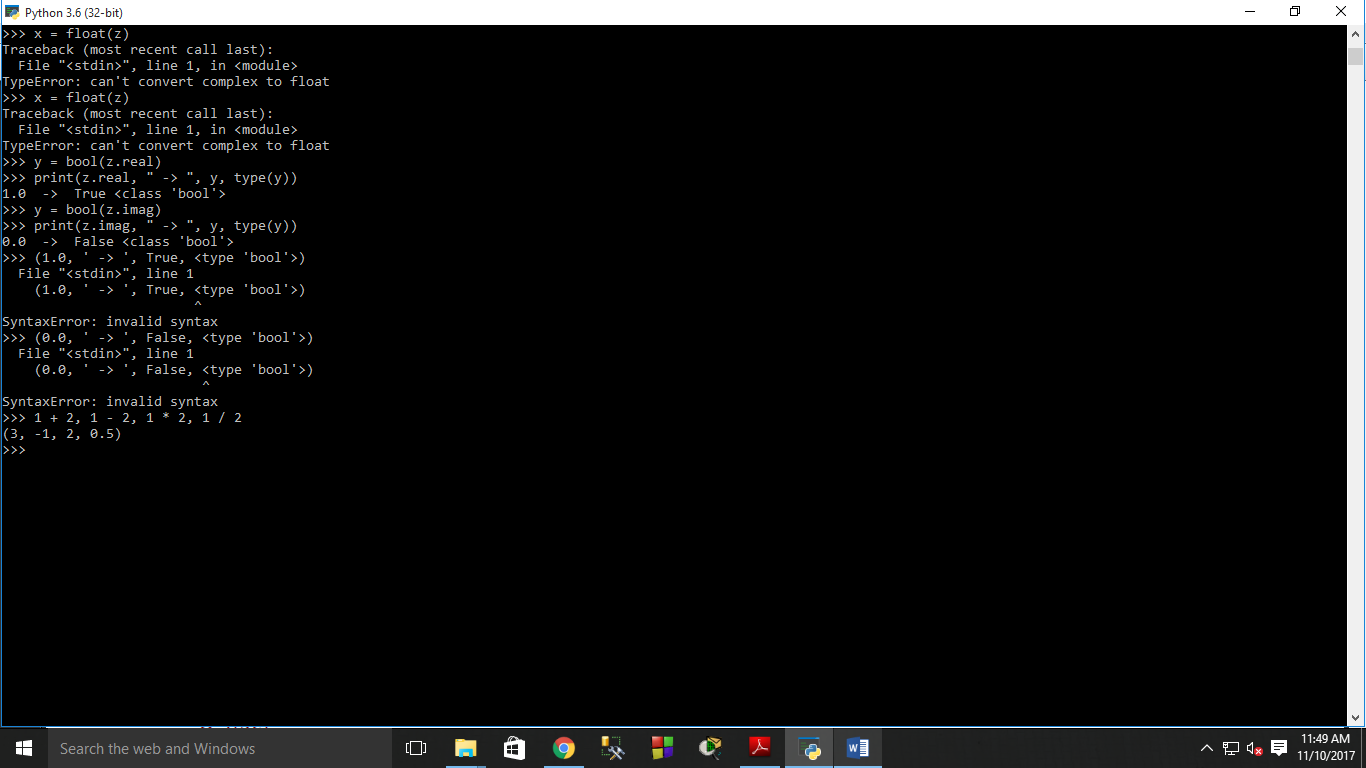 Python 3.6 (32-bit)
>>> x = float(z)
Traceback (most recent call last):
  File "<stdin>", line 1, in <module>
TypeError: can't convert complex to float
>>> x = float(z)
Traceback (most recent call last):
  File "<stdin>", line 1, in <module>
TypeError: can't convert complex to float
>>> y = bool(z.real)
>>> print(z.real, " -> ", y, type(y))
1.0  ->  True <class 'bool'>
>>> y = bool(z.imag)
>>> print(z.imag, " -> ", y, type(y))
0.0  ->  False <class 'bool'>
>>> (1.0, ' -> ', True, <type 'bool'>)
  File "<stdin>", line 1
    (1.0, ' -> ', True, <type 'bool'>)
                        ^
SyntaxError: invalid syntax
>>> (0.0, ' -> ', False, <type 'bool'>)
  File "<stdin>", line 1
    (0.0, ' -> ', False, <type 'bool'>)
                         ^
SyntaxError: invalid syntax
>>> 1 + 2, 1 - 2, 1 * 2, 1 / 2
(3, -1, 2, 0.5)
>>>
Search the web and Windows
11:49 AM
11/10/2017